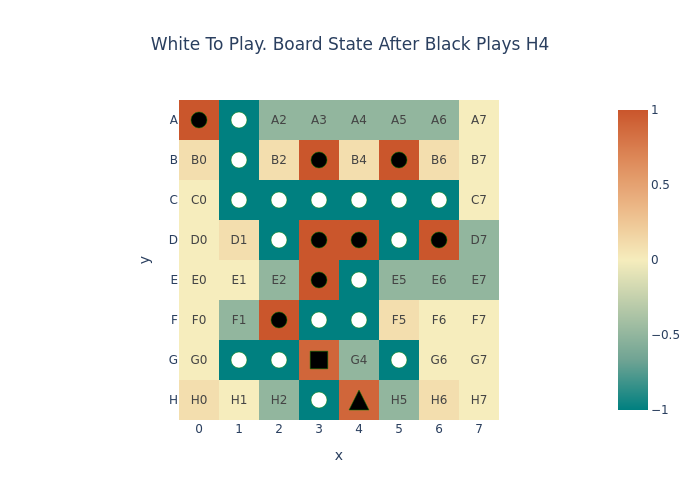 White To Play. Board State After Black Plays H4
A A2 A3 A4 A5 A6 A7 1
B B0 B2 B4 B6 B7
C C0 C7 0.5
D D0 D1 D7
y
E E0 E1 E2 E5 E6 E7 0
F F0 F1 F5 F6 F7 −0.5
G G0 G4 G6 G7
H H0 H1 H2 H5 H6 H7 −1
0 1 2 3 4 5 6 7
x